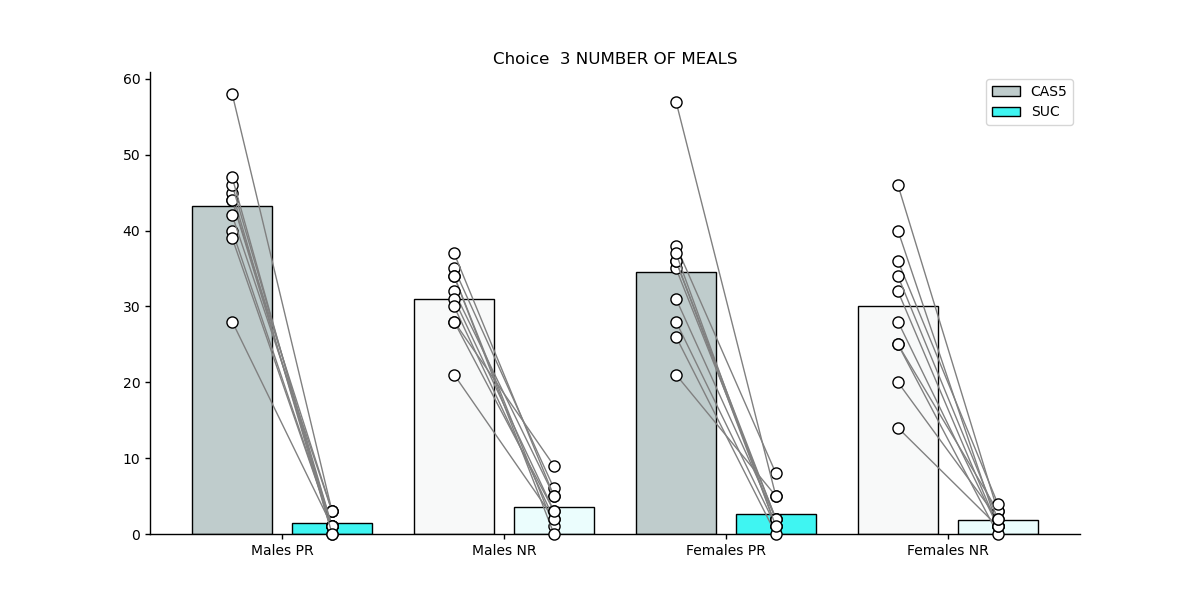 Choice  3 NUMBER OF MEALS
60
50
40
30
20
10
0
CAS5
SUC
Males PR
Males NR
Females PR
Females NR